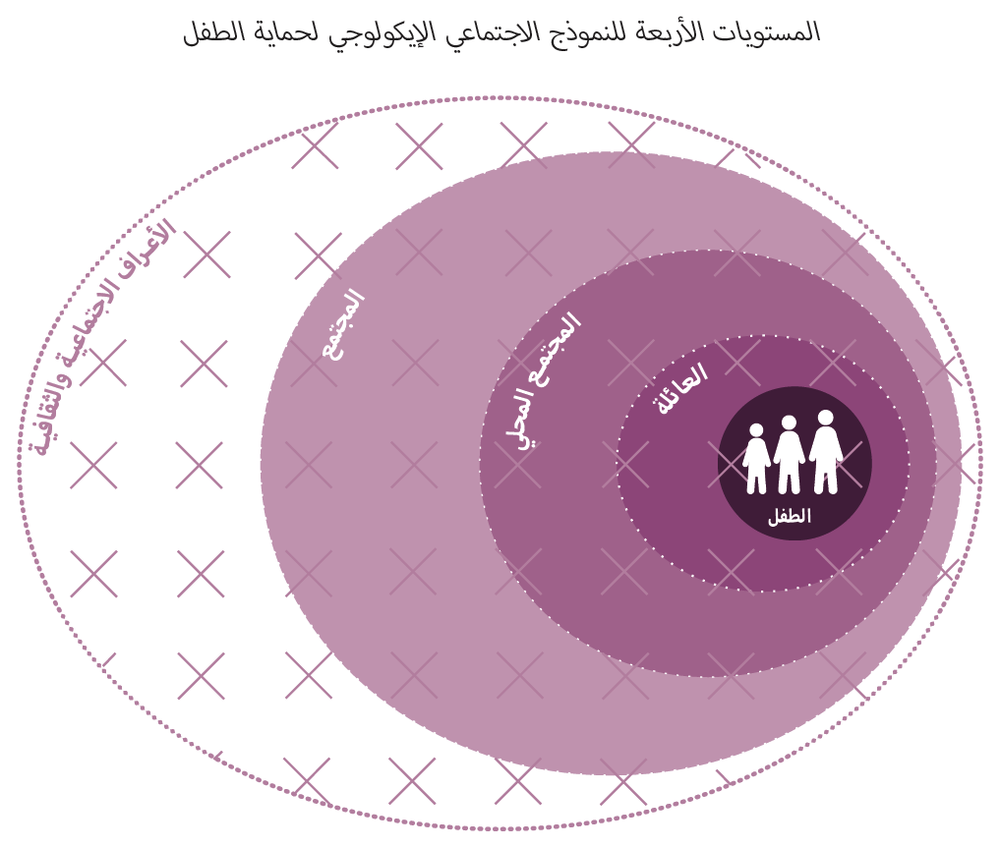 المستويات الأربعة للنموذج الاجتماعي الإيكولوجي لحماية الطفل
الأعراف الاجتماعية والثقافية
المجتمع
المجتمع المحلي
العائلة
الطفل